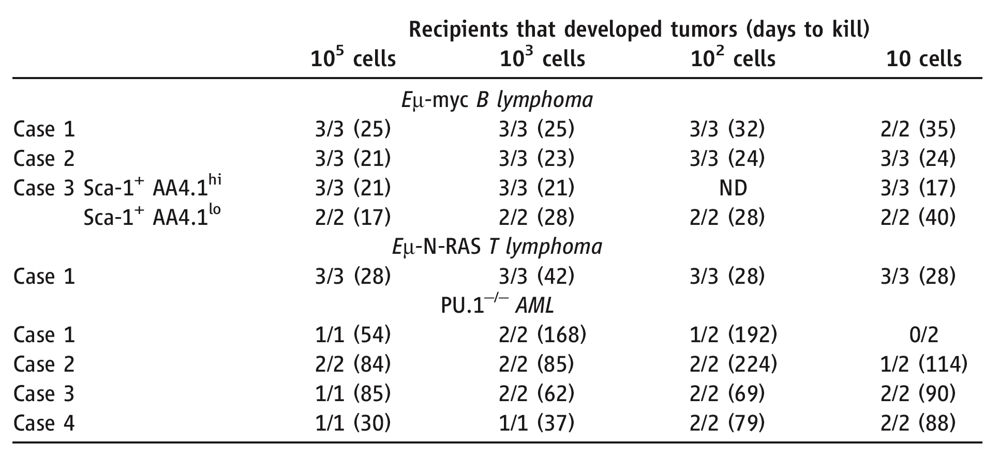 Recipients that developed tumors (days to kill)
10⁵ cells 10³ cells 10² cells 10 cells
Eμ-myc B lymphoma
Case 1 3/3 (25) 3/3 (25) 3/3 (32) 2/2 (35)
Case 2 3/3 (21) 3/3 (23) 3/3 (24) 3/3 (24)
Case 3 Sca-1⁺ AA4.1ʰⁱ 3/3 (21) 3/3 (21) ND 3/3 (17)
Sca-1⁺ AA4.1ˡᵒ 2/2 (17) 2/2 (28) 2/2 (28) 2/2 (40)
Eμ-N-RAS T lymphoma
Case 1 3/3 (28) 3/3 (42) 3/3 (28) 3/3 (28)
PU.1⁻/⁻ AML
Case 1 1/1 (54) 2/2 (168) 1/2 (192) 0/2
Case 2 2/2 (84) 2/2 (85) 2/2 (224) 1/2 (114)
Case 3 1/1 (85) 2/2 (62) 2/2 (69) 2/2 (90)
Case 4 1/1 (30) 1/1 (37) 2/2 (79) 2/2 (88)